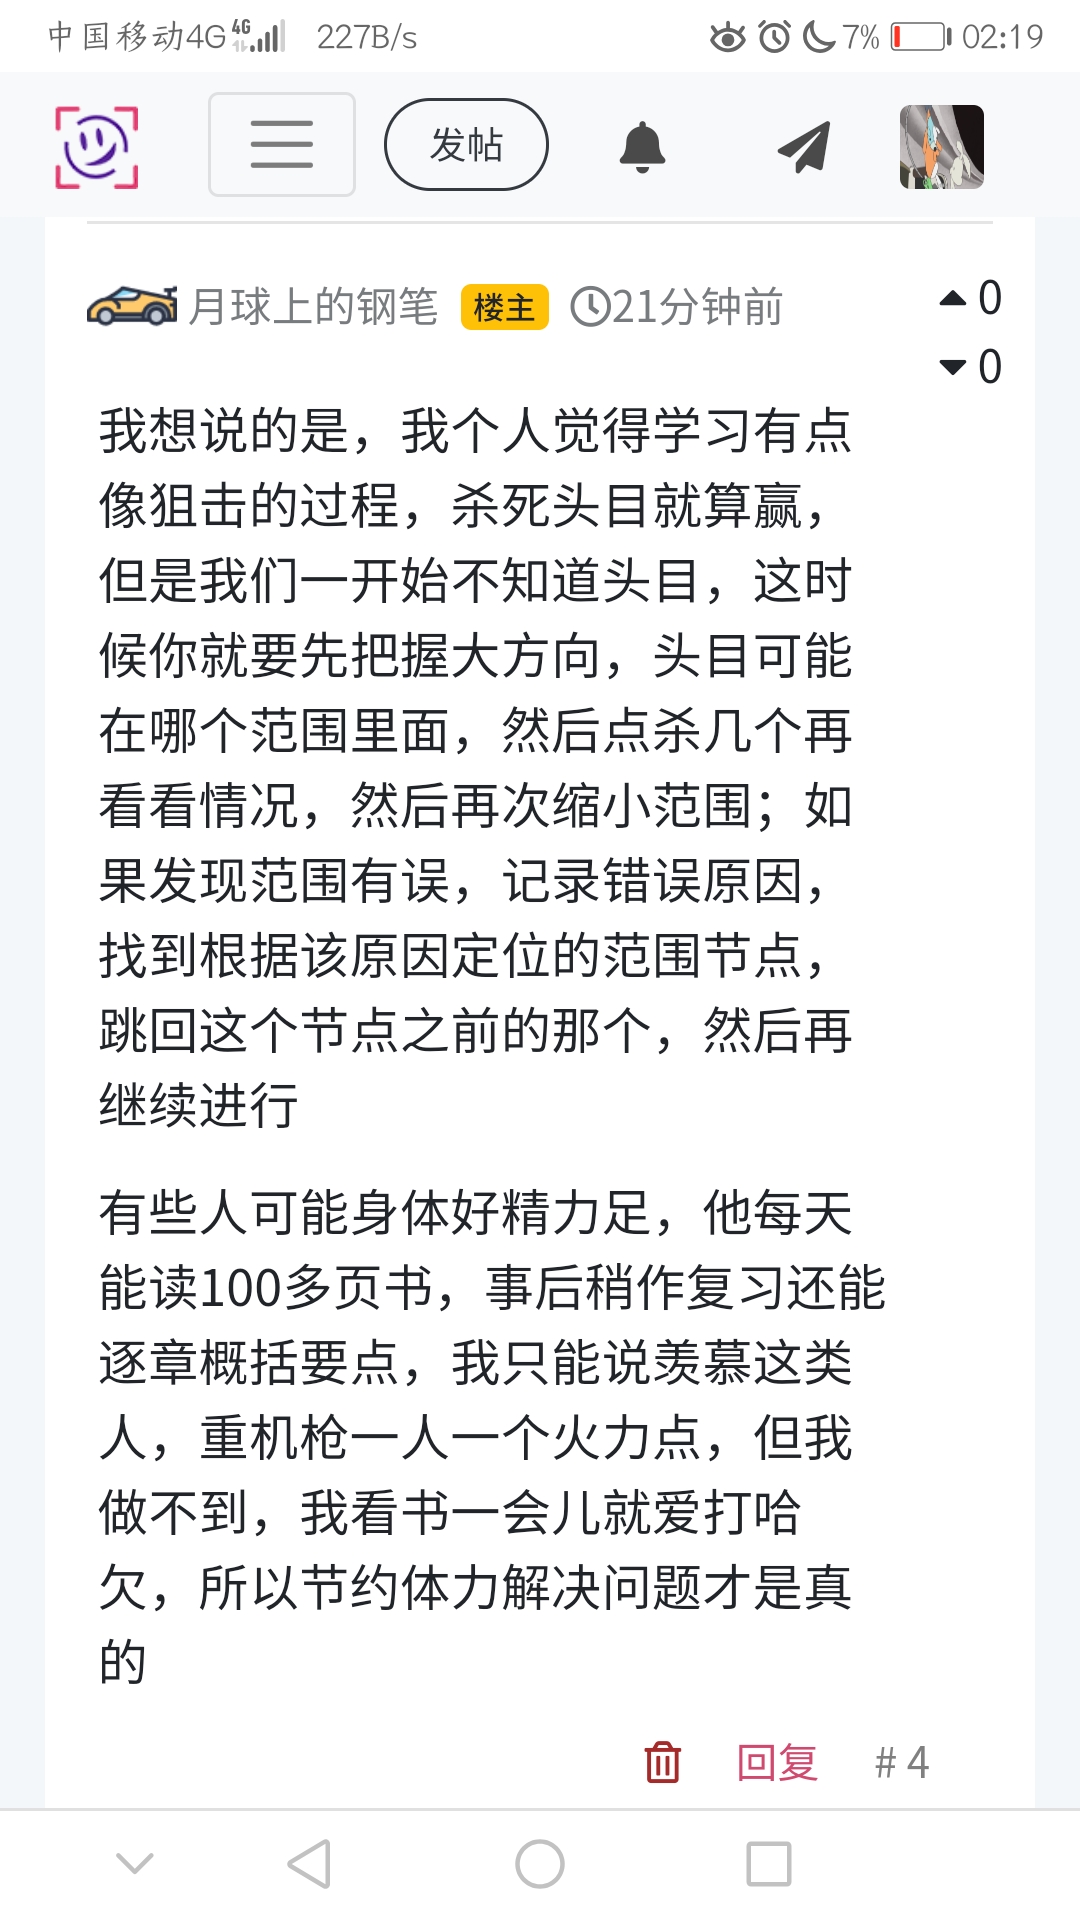 中国移动4G 4G 227B/s 7% 02:19
发帖
月球上的钢笔 楼主 21分钟前 0
0
我想说的是，我个人觉得学习有点
像狙击的过程，杀死头目就算赢，
但是我们一开始不知道头目，这时
候你就要先把握大方向，头目可能
在哪个范围里面，然后点杀几个再
看看情况，然后再次缩小范围；如
果发现范围有误，记录错误原因，
找到根据该原因定位的范围节点，
跳回这个节点之前的那个，然后再
继续进行
有些人可能身体好精力足，他每天
能读100多页书，事后稍作复习还能
逐章概括要点，我只能说羡慕这类
人，重机枪一人一个火力点，但我
做不到，我看书一会儿就爱打哈
欠，所以节约体力解决问题才是真
的
回复 # 4